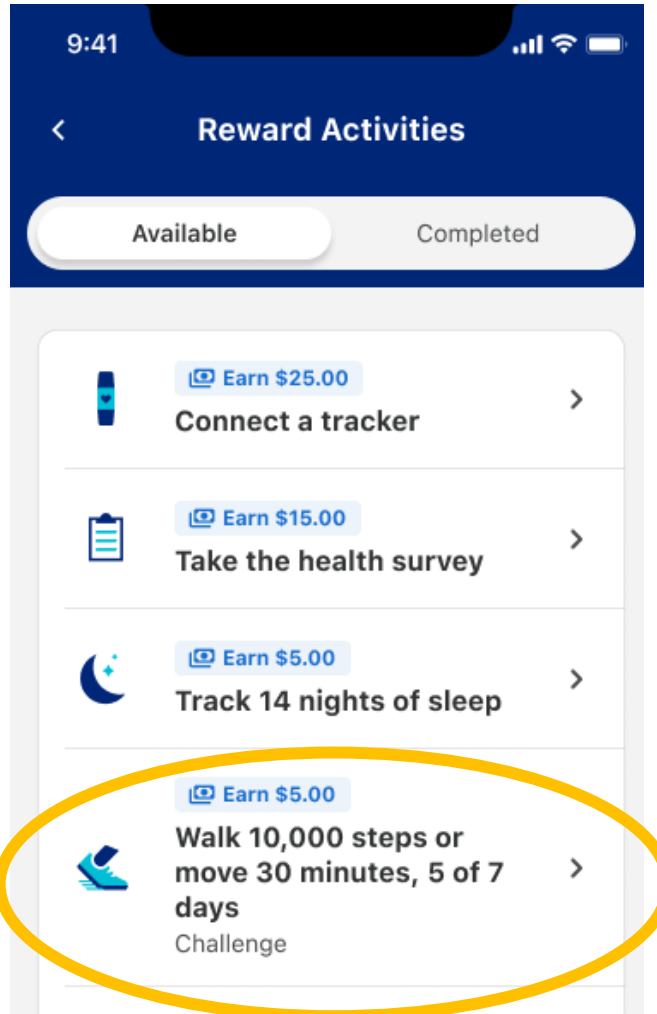 9:41
Reward Activities
Available Completed
Earn $25.00
Connect a tracker
Earn $15.00
Take the health survey
Earn $5.00
Track 14 nights of sleep
Earn $5.00
Walk 10,000 steps or
move 30 minutes, 5 of 7
days
Challenge